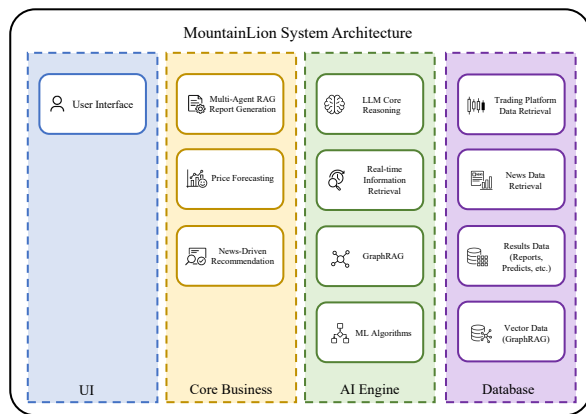 MountainLion System Architecture
User Interface
Multi-Agent RAG
Report Generation
Price Forecasting
News-Driven
Recommendation
LLM Core
Reasoning
Real-time
Information
Retrieval
GraphRAG
ML Algorithms
Trading Platform
Data Retrieval
News Data
Retrieval
Results Data
(Reports,
Predicts, etc.)
Vector Data
(GraphRAG)
UI
Core Business
AI Engine
Database